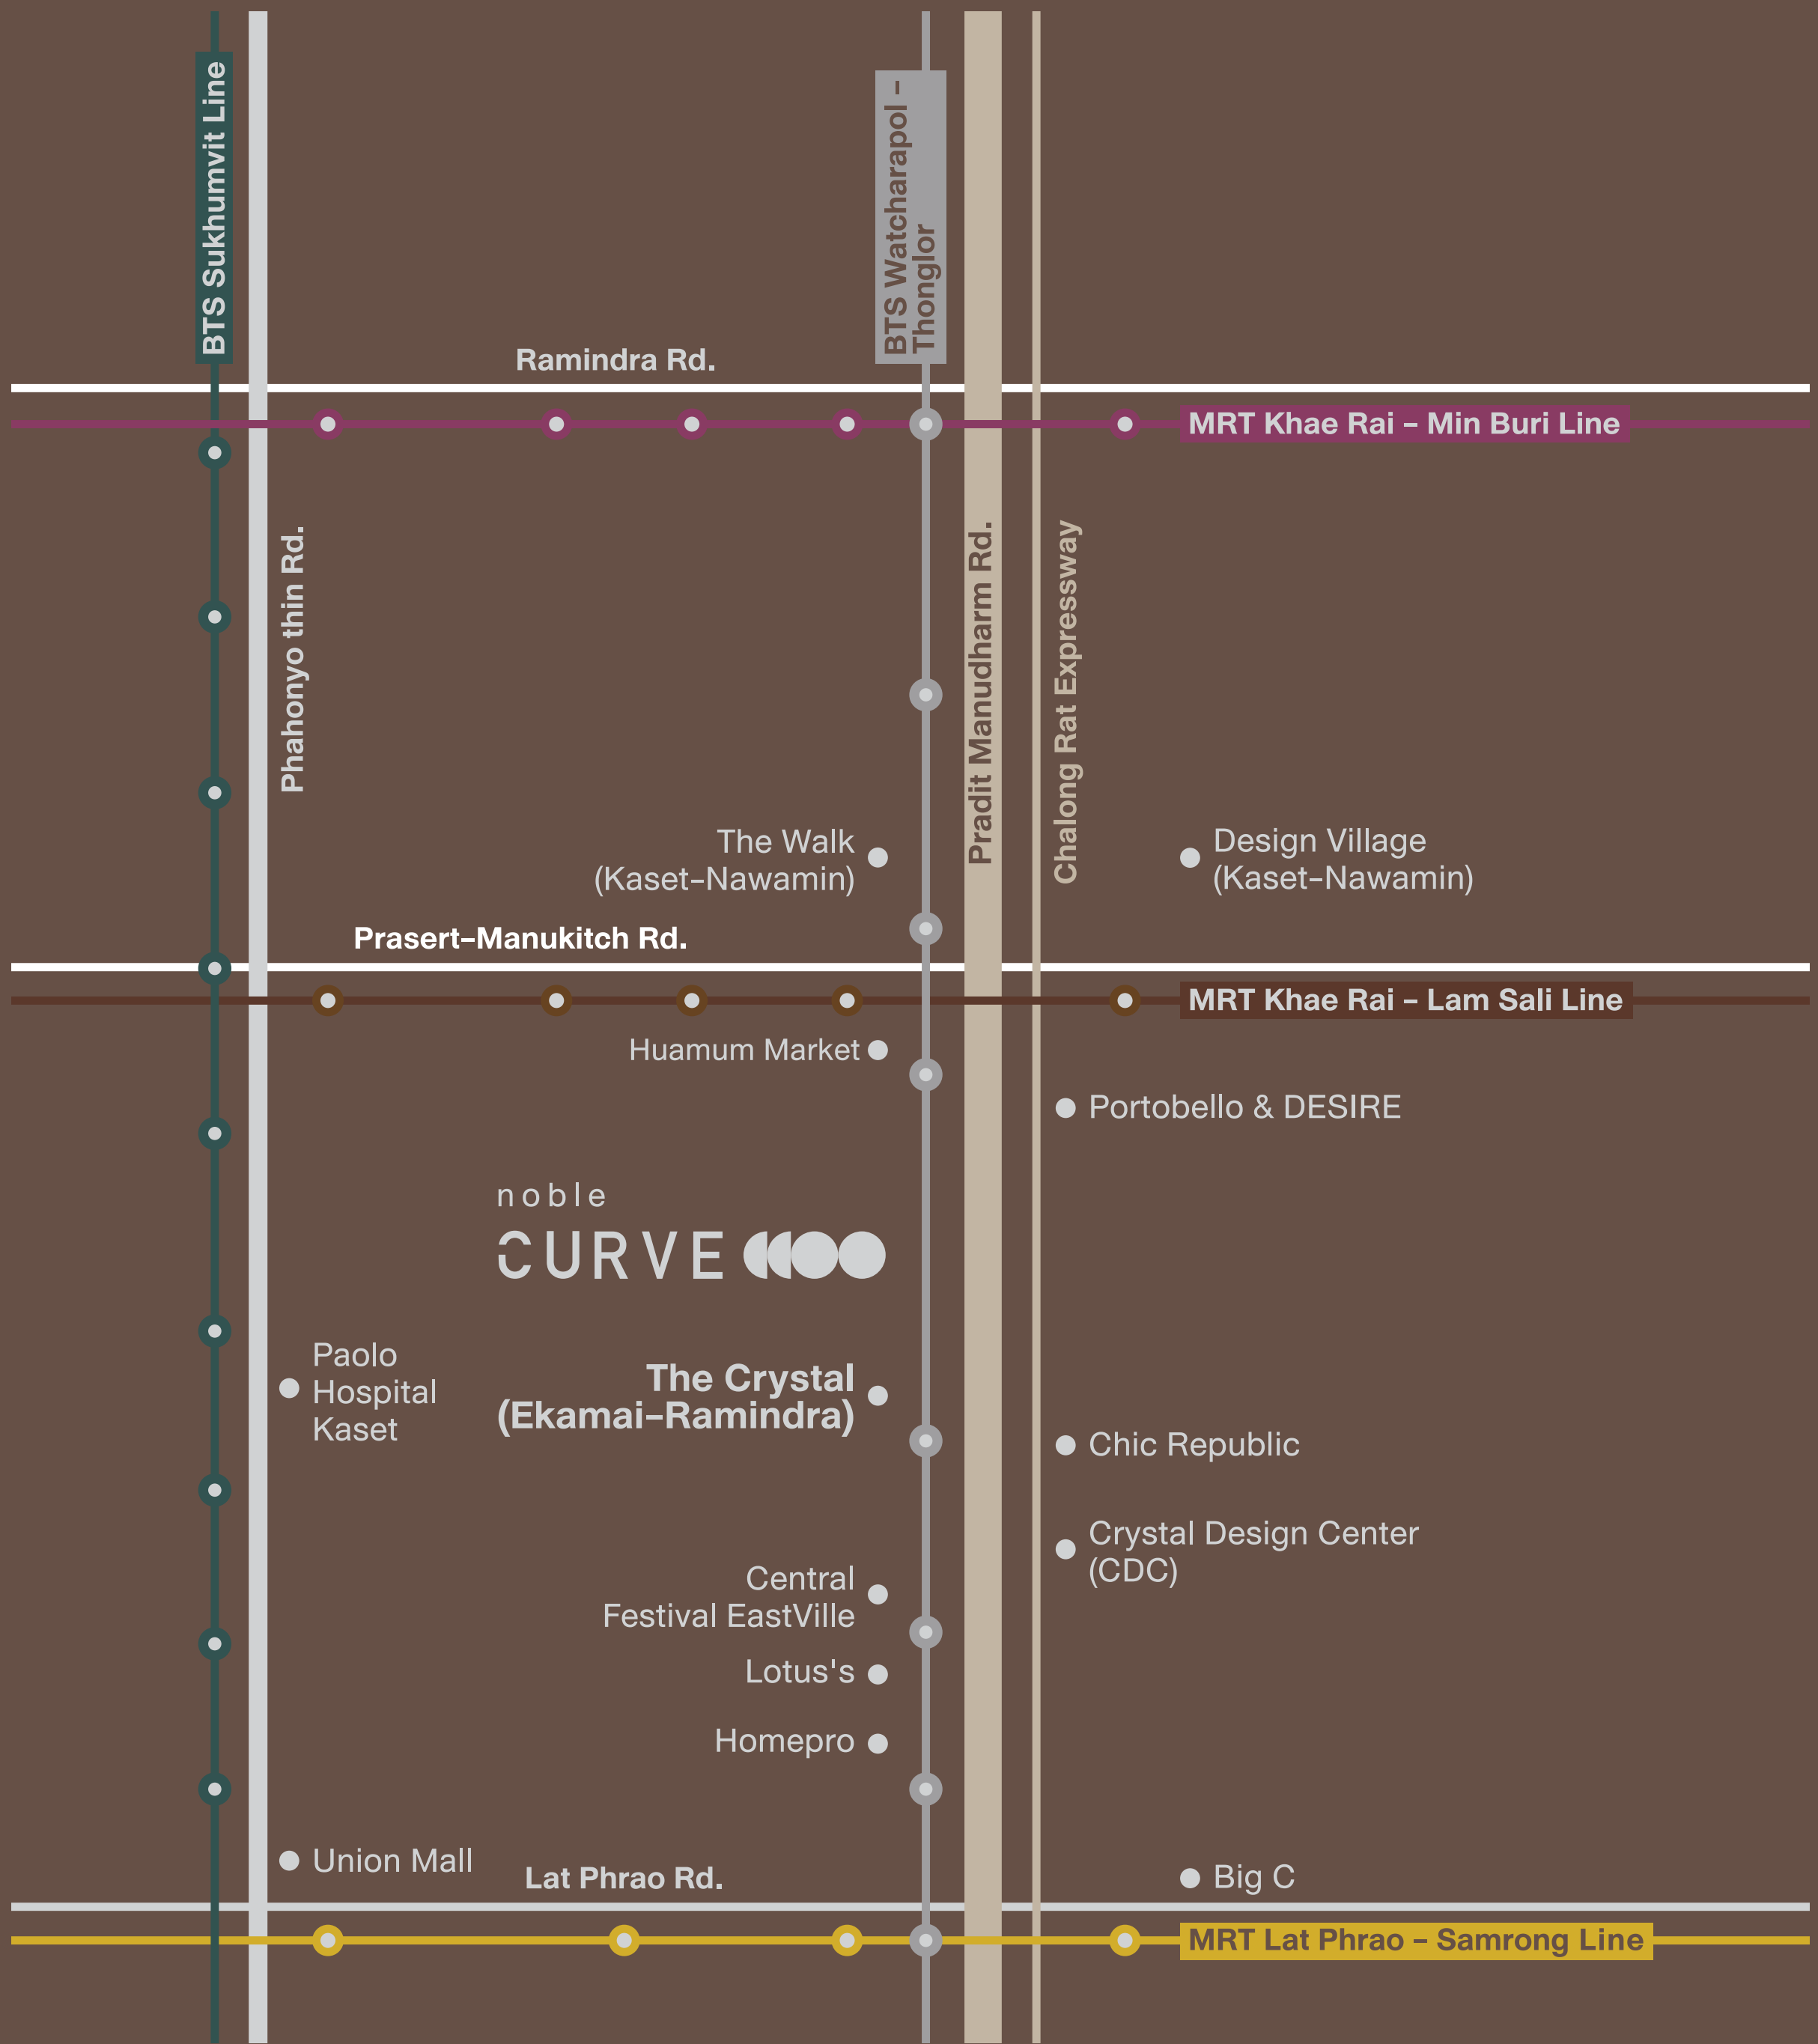 BTS Sukhumvit Line
BTS Watcharapol –
Thonglor
Ramindra Rd.
MRT Khae Rai – Min Buri Line
Phahonyo thin Rd.
Pradit Manudharm Rd.
Chalong Rat Expressway
The Walk
(Kaset–Nawamin)
Design Village
(Kaset–Nawamin)
Prasert–Manukitch Rd.
MRT Khae Rai – Lam Sali Line
Huamum Market
Portobello & DESIRE
noble
CURVE
Paolo
Hospital
Kaset
The Crystal
(Ekamai–Ramindra)
Chic Republic
Crystal Design Center
(CDC)
Central
Festival EastVille
Lotus's
Homepro
Union Mall
Lat Phrao Rd.
Big C
MRT Lat Phrao – Samrong Line